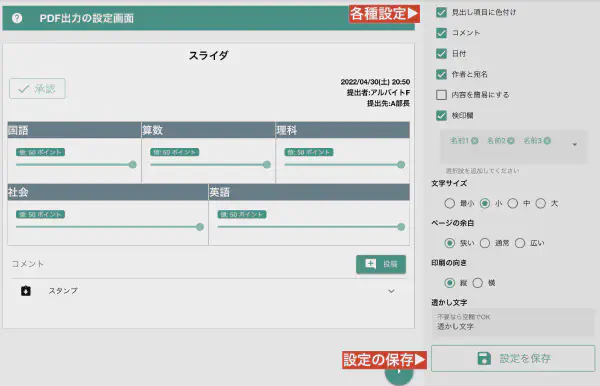 PDF出力の設定画面
各種設定▶
スライダ
承認
2022/04/30(土) 20:50
提出者:アルバイトF
提出先:A部長
国語
算数
理科
値: 50 ポイント
値: 50 ポイント
値: 50 ポイント
社会
英語
値: 50 ポイント
値: 50 ポイント
コメント
投稿
スタンプ
見出し項目に色付け
コメント
日付
作者と宛名
内容を簡易にする
検印欄
名前1
名前2
名前3
選択肢を追加してください
文字サイズ
最小
小
中
大
ページの余白
狭い
通常
広い
印刷の向き
縦
横
透かし文字
不要なら空欄でOK
透かし文字
設定の保存▶
設定を保存